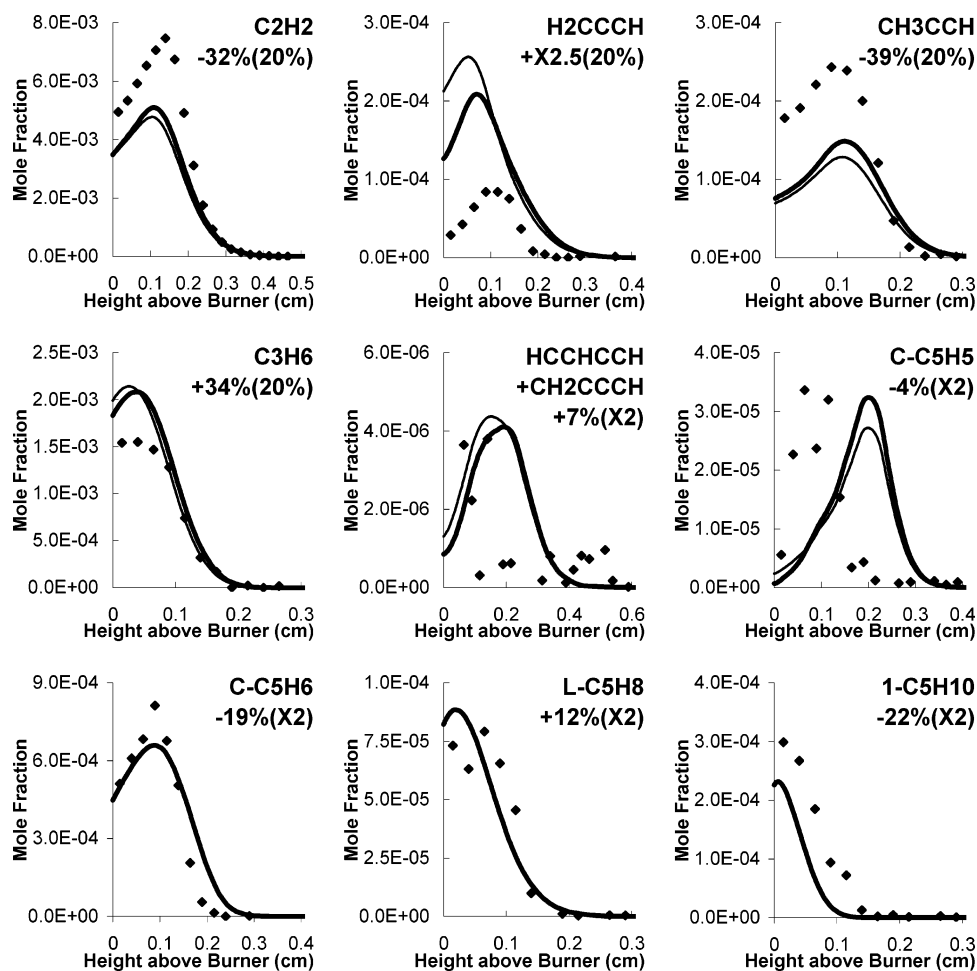 C2H2
-32%(20%)
Mole Fraction
8.0E-03
6.0E-03
4.0E-03
2.0E-03
0.0E+00
0 0.1 0.2 0.3 0.4 0.5
Height above Burner (cm)
H2CCCH
+X2.5(20%)
Mole Fraction
3.0E-04
2.0E-04
1.0E-04
0.0E+00
0 0.1 0.2 0.3 0.4
Height above Burner (cm)
CH3CCH
-39%(20%)
Mole Fraction
3.0E-04
2.0E-04
1.0E-04
0.0E+00
0 0.1 0.2 0.3
Height above Burner (cm)
C3H6
+34%(20%)
Mole Fraction
2.5E-03
2.0E-03
1.5E-03
1.0E-03
5.0E-04
0.0E+00
0 0.1 0.2 0.3
Height above Burner (cm)
HCCHCCH
+CH2CCCH
+7%(X2)
Mole Fraction
6.0E-06
4.0E-06
2.0E-06
0.0E+00
0 0.2 0.4 0.6
Height above Burner (cm)
C-C5H5
-4%(X2)
Mole Fraction
4.0E-05
3.0E-05
2.0E-05
1.0E-05
0.0E+00
0 0.1 0.2 0.3 0.4
Height above Burner (cm)
C-C5H6
-19%(X2)
Mole Fraction
9.0E-04
6.0E-04
3.0E-04
0.0E+00
0 0.1 0.2 0.3
Height above Burner (cm)
L-C5H8
+12%(X2)
Mole Fraction
1.0E-04
7.5E-05
5.0E-05
2.5E-05
0.0E+00
0 0.1 0.2 0.3
Height above Burner (cm)
1-C5H10
-22%(X2)
Mole Fraction
4.0E-04
3.0E-04
2.0E-04
1.0E-04
0.0E+00
0 0.1 0.2 0.3
Height above Burner (cm)